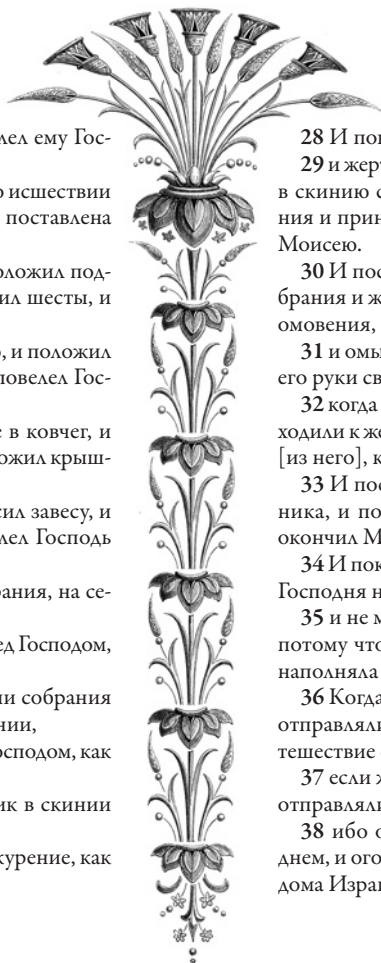 лел ему Гос-
о исшествии
поставлена
оложил под-
ил шесты, и
о, и положил
повелел Гос-
е в ковчег, и
ожил крыш-
сил завесу, и
лел Господь
рания, на се-
ед Господом,
ии собрания
нии,
осподом, как
ик в скинии
курение, как
28 И пов
29 и жерт
в скинию с
ния и прин
Моисею.
30 И пос
брания и ж
омовения,
31 и омы
его руки св
32 когда
ходили к же
[из него], к
33 И пос
ника, и по
окончил М
34 И пок
Господня н
35 и не м
потому что
наполняла
36 Когда
отправляли
тешествие
37 если ж
отправляли
38 ибо о
днем, и ого
дома Израи